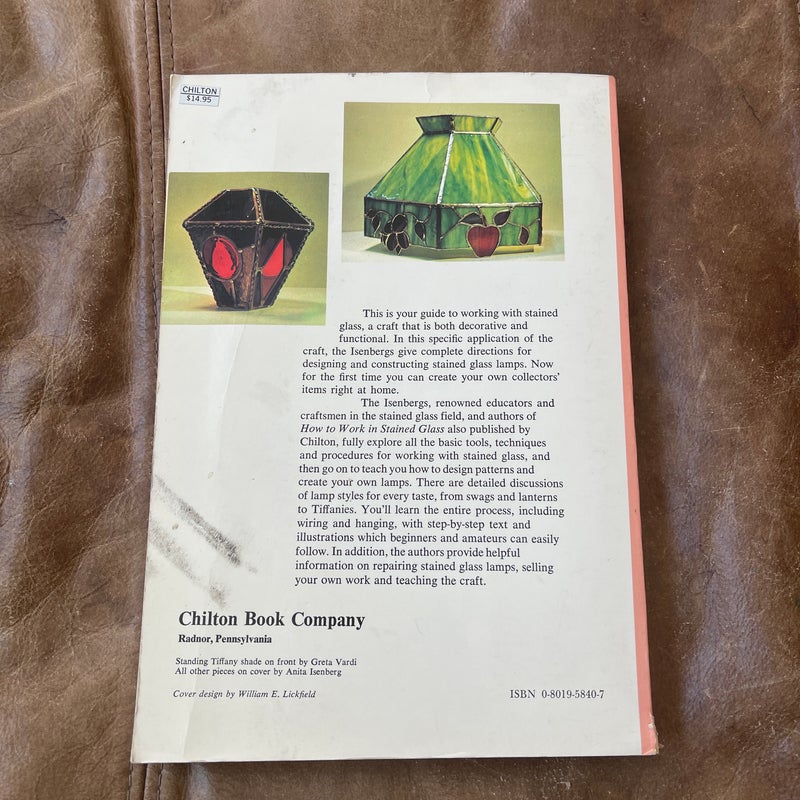 CHILTON
$14.95
This is your guide to working with stained
glass, a craft that is both decorative and
functional. In this specific application of the
craft, the Isenbergs give complete directions for
designing and constructing stained glass lamps. Now
for the first time you can create your own collectors'
items right at home.
The Isenbergs, renowned educators and
craftsmen in the stained glass field, and authors of
How to Work in Stained Glass also published by
Chilton, fully explore all the basic tools, techniques
and procedures for working with stained glass, and
then go on to teach you how to design patterns and
create your own lamps. There are detailed discussions
of lamp styles for every taste, from swags and lanterns
to Tiffanies. You'll learn the entire process, including
wiring and hanging, with step-by-step text and
illustrations which beginners and amateurs can easily
follow. In addition, the authors provide helpful
information on repairing stained glass lamps, selling
your own work and teaching the craft.
Chilton Book Company
Radnor, Pennsylvania
Standing Tiffany shade on front by Greta Vardi
All other pieces on cover by Anita Isenberg
Cover design by William E. Lickfield
ISBN 0-8019-5840-7